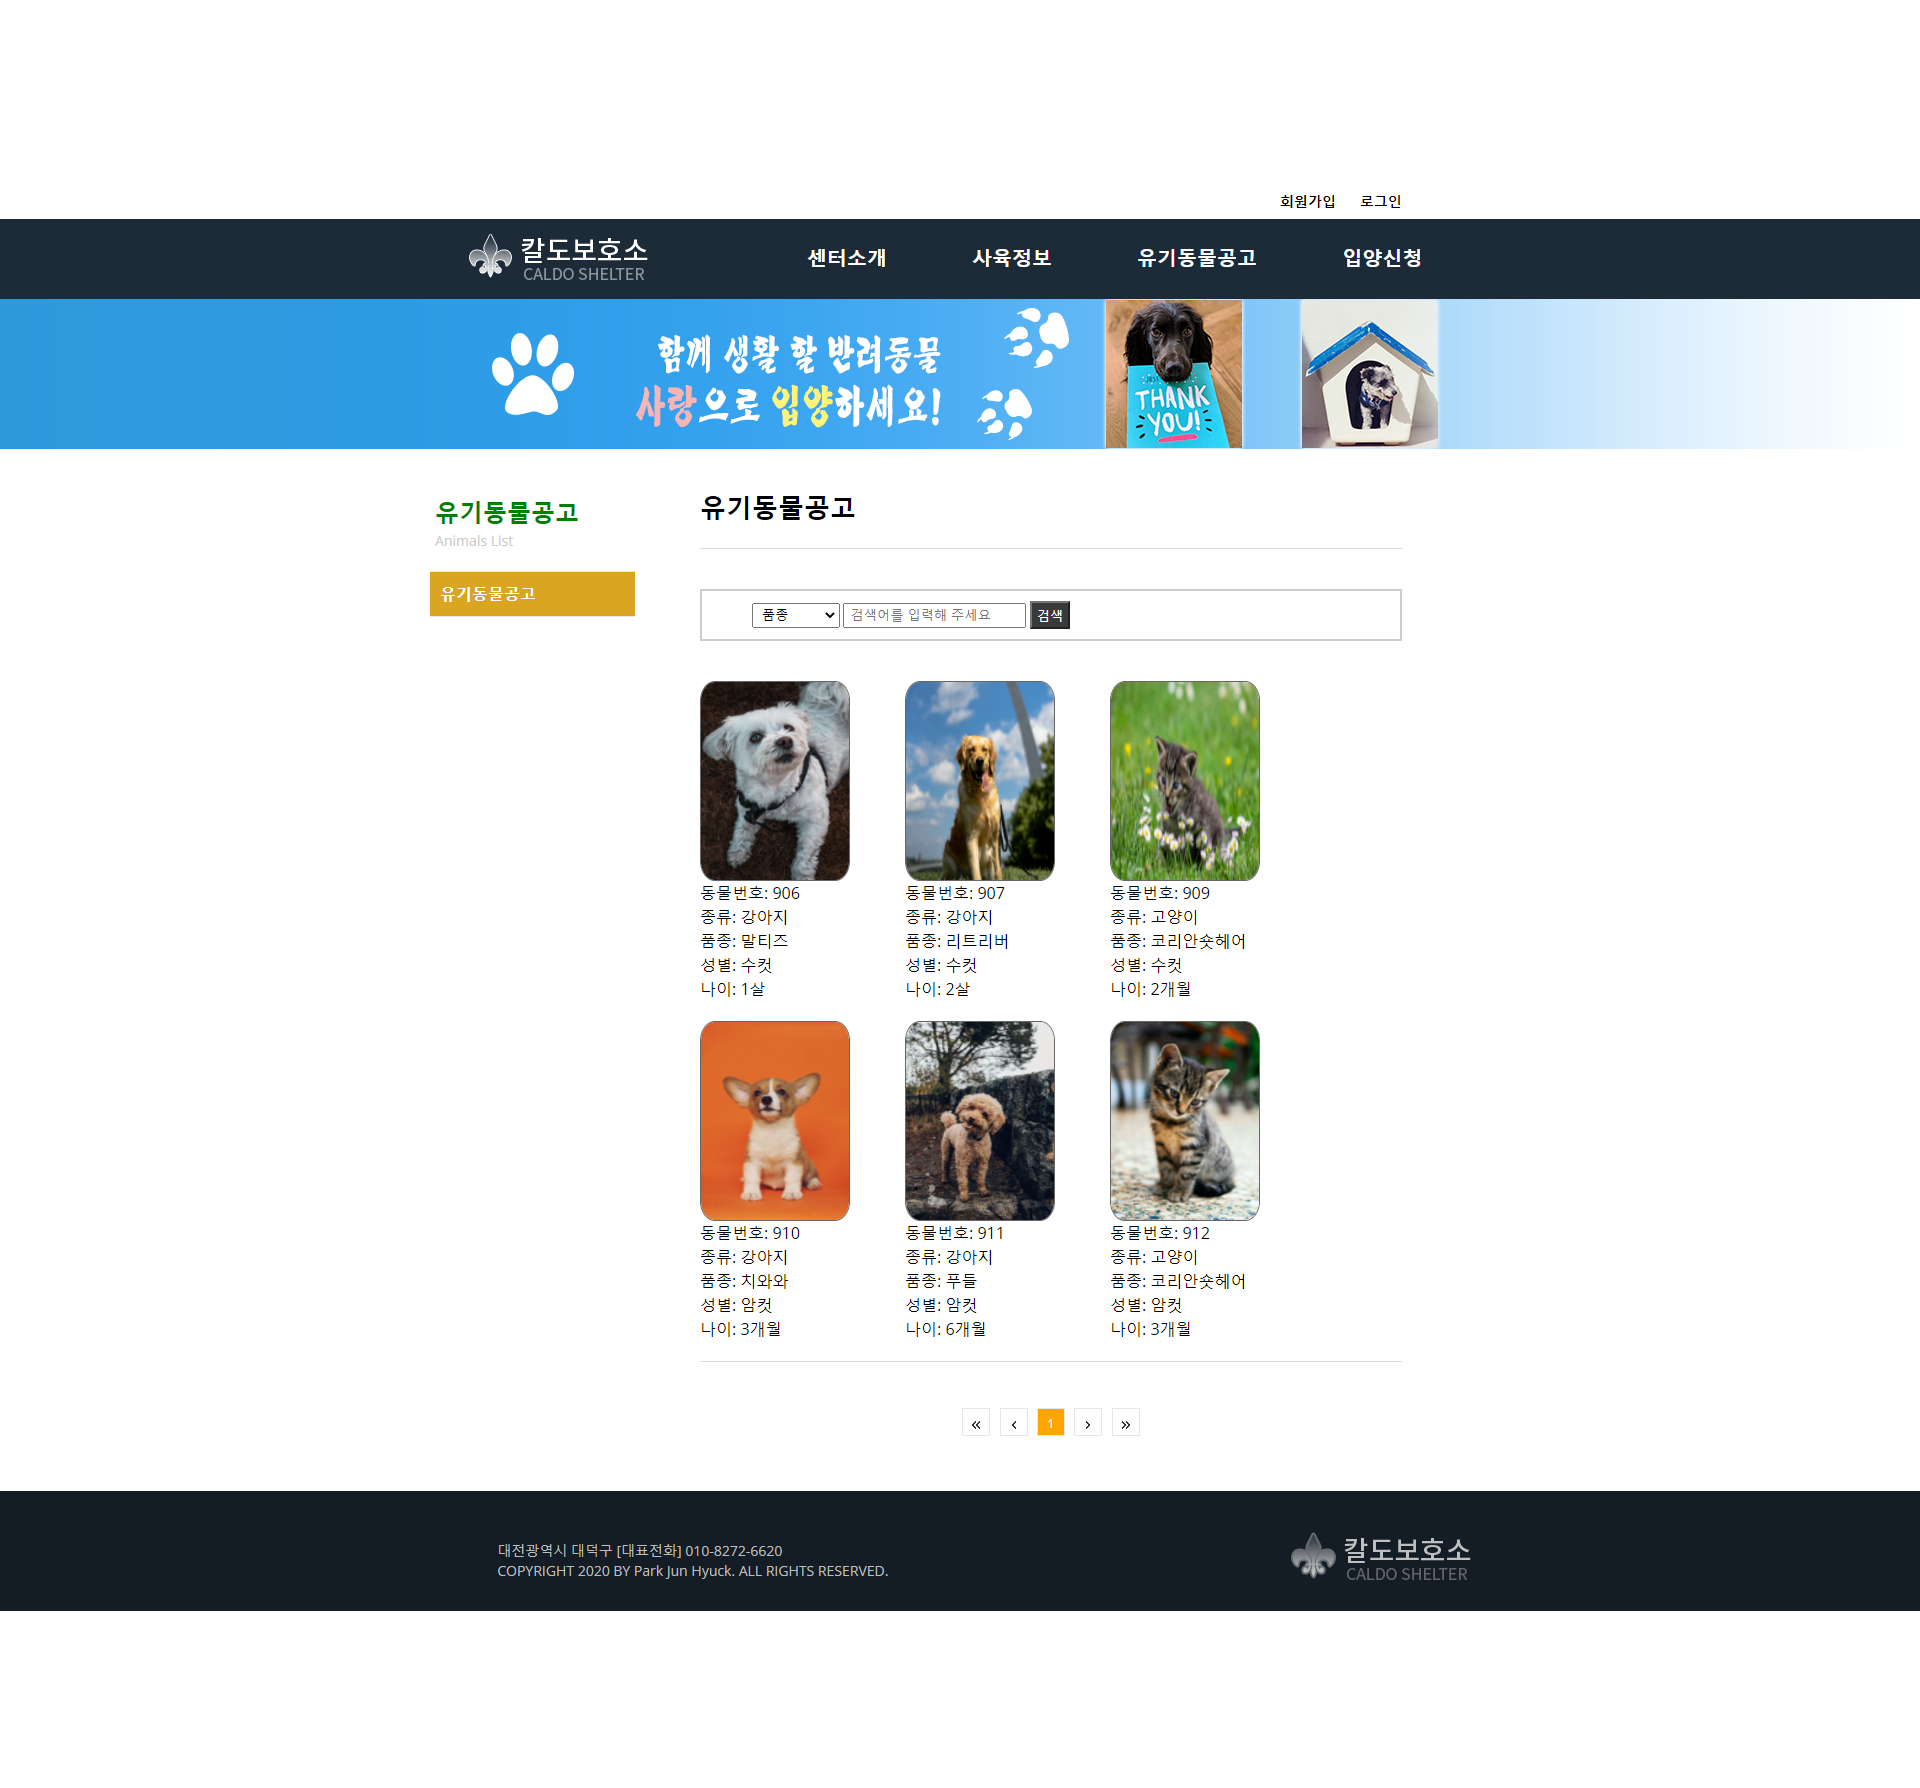 회원가입 로그인
칼도보호소
CALDO SHELTER
센터소개 사육정보 유기동물공고 입양신청
함께 생활 할 반려동물
사랑으로 입양하세요!
THANK
YOU!
유기동물공고
Animals List
유기동물공고
유기동물공고
품종 검색어를 입력해 주세요 검색
동물번호: 906
종류: 강아지
품종: 말티즈
성별: 수컷
나이: 1살
동물번호: 907
종류: 강아지
품종: 리트리버
성별: 수컷
나이: 2살
동물번호: 909
종류: 고양이
품종: 코리안숏헤어
성별: 수컷
나이: 2개월
동물번호: 910
종류: 강아지
품종: 치와와
성별: 암컷
나이: 3개월
동물번호: 911
종류: 강아지
품종: 푸들
성별: 암컷
나이: 6개월
동물번호: 912
종류: 고양이
품종: 코리안숏헤어
성별: 암컷
나이: 3개월
« ‹ 1 › »
대전광역시 대덕구 [대표전화] 010-8272-6620
COPYRIGHT 2020 BY Park Jun Hyuck. ALL RIGHTS RESERVED.
칼도보호소
CALDO SHELTER